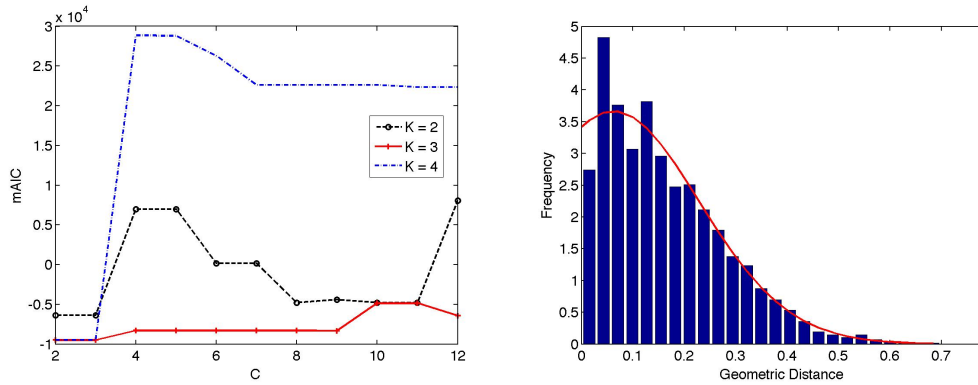 x 10⁴
3
2.5
2
1.5
1
0.5
0
-0.5
-1
mAIC
2 4 6 8 10 12
C
K = 2
K = 3
K = 4
5
4.5
4
3.5
3
2.5
2
1.5
1
0.5
0
Frequency
0 0.1 0.2 0.3 0.4 0.5 0.6 0.7
Geometric Distance